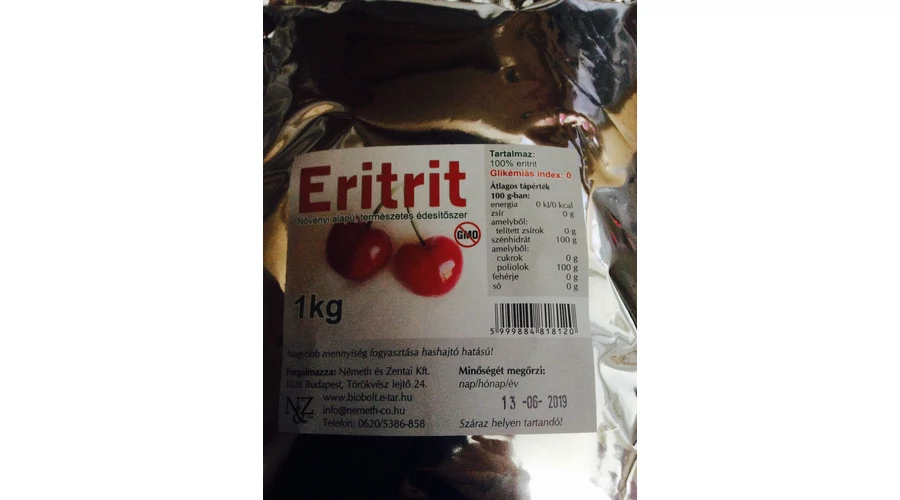 Eritrit
Növényi alapú, természetes édesítőszer
GMO
1kg
Tartalmaz:
100% eritrit
Glikémiás index: 0
Átlagos tápérték
100 g-ban:
energia 0 kJ/0 kcal
zsír 0 g
amelyből:
telített zsírok 0 g
szénhidrát 100 g
amelyből:
cukrok 0 g
poliolok 100 g
fehérje 0 g
só 0 g
5 999884 818120
Nagyobb mennyiség fogyasztása hashajtó hatású!
Forgalmazza: Németh és Zentai Kft.
1026 Budapest, Törökvész lejtő 24.
www.biobolt.e-tar.hu
info@nemeth-co.hu
Telefon: 0620/5386-858
N&Z
Minőségét megőrzi:
nap/hónap/év
13 -06- 2019
Száraz helyen tartandó!